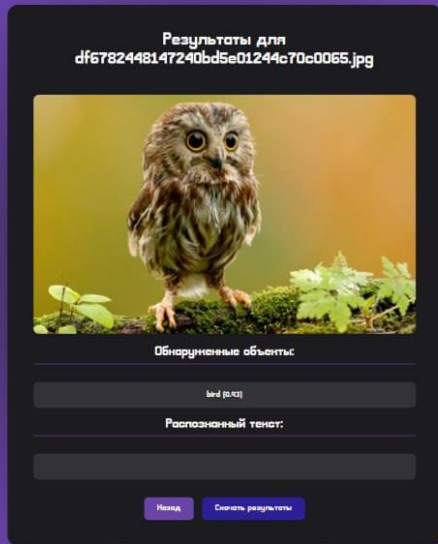 Результаты для
df6782448147240bd5e01244c70c0065.jpg
Обнаруженные объекты:
bird (0.93)
Распознанный текст:
Назад
Скачать результаты